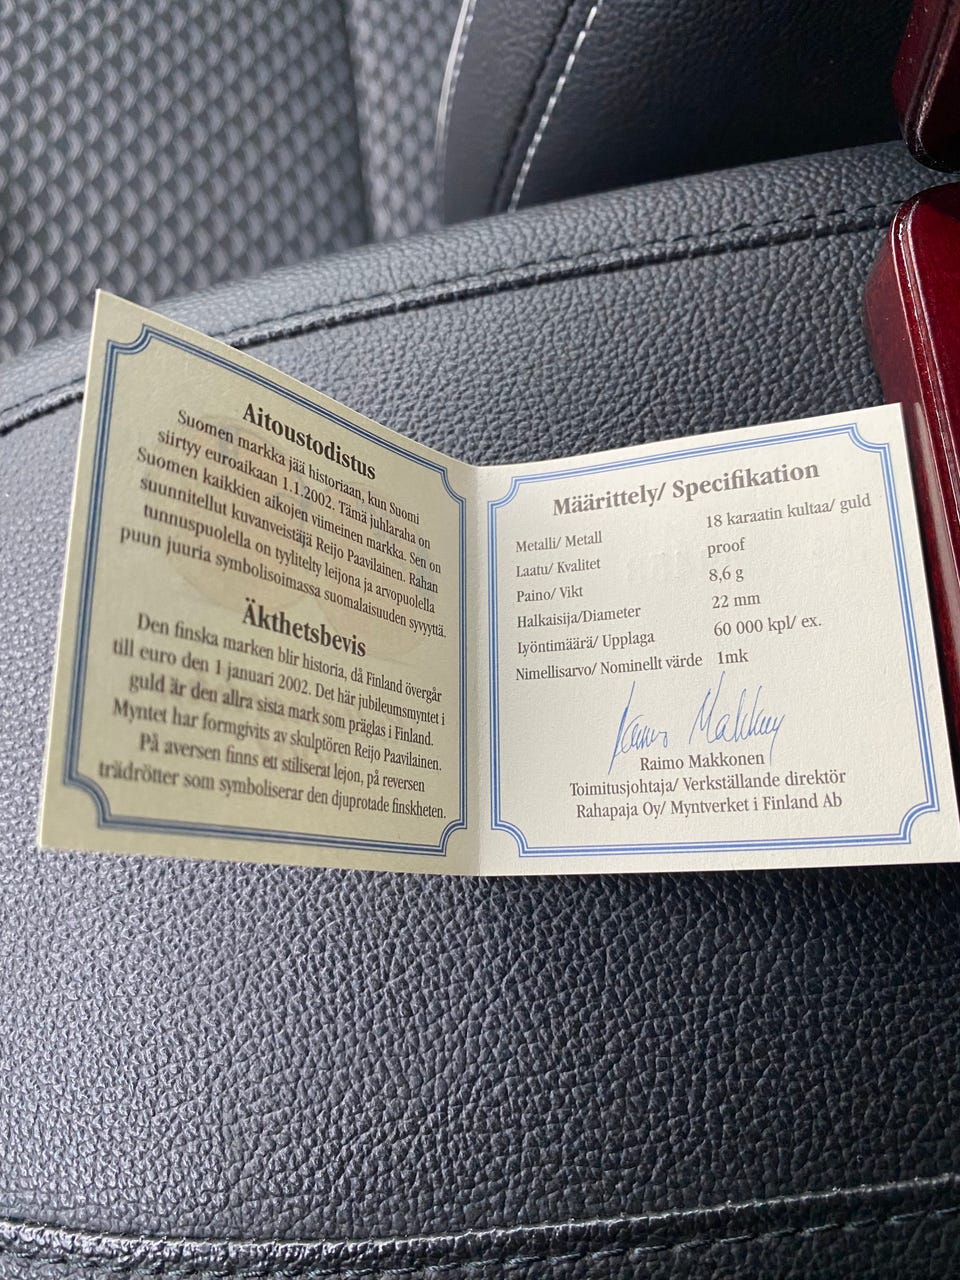 Aitoustodistus
Suomen markka jää historiaan, kun Suomi
siirtyy euroaikaan 1.1.2002. Tämä juhlaraha on
Suomen kaikkien aikojen viimeinen markka. Sen on
suunnitellut kuvanveistäjä Reijo Paavilainen. Rahan
tunnuspuolella on tyylitelty leijona ja arvopuolella
puun juuria symbolisoimassa suomalaisuuden syvyyttä.
Äkthetsbevis
Den finska marken blir historia, då Finland övergår
till euro den 1 januari 2002. Det här jubileumsmyntet i
guld är den allra sista mark som präglas i Finland.
Myntet har formgivits av skulptören Reijo Paavilainen.
På aversen finns ett stiliserat lejon, på reversen
trädrötter som symboliserar den djuprotade finskheten.
Määrittely/ Specifikation
Metalli/ Metall 18 karaatin kultaa/ guld
Laatu/ Kvalitet proof
Paino/ Vikt 8,6 g
Halkaisija/Diameter 22 mm
Lyöntimäärä/ Upplaga 60 000 kpl/ ex.
Nimellisarvo/ Nominellt värde 1mk
Raimo Makkonen
Raimo Makkonen
Toimitusjohtaja/ Verkställande direktör
Rahapaja Oy/ Myntverket i Finland Ab